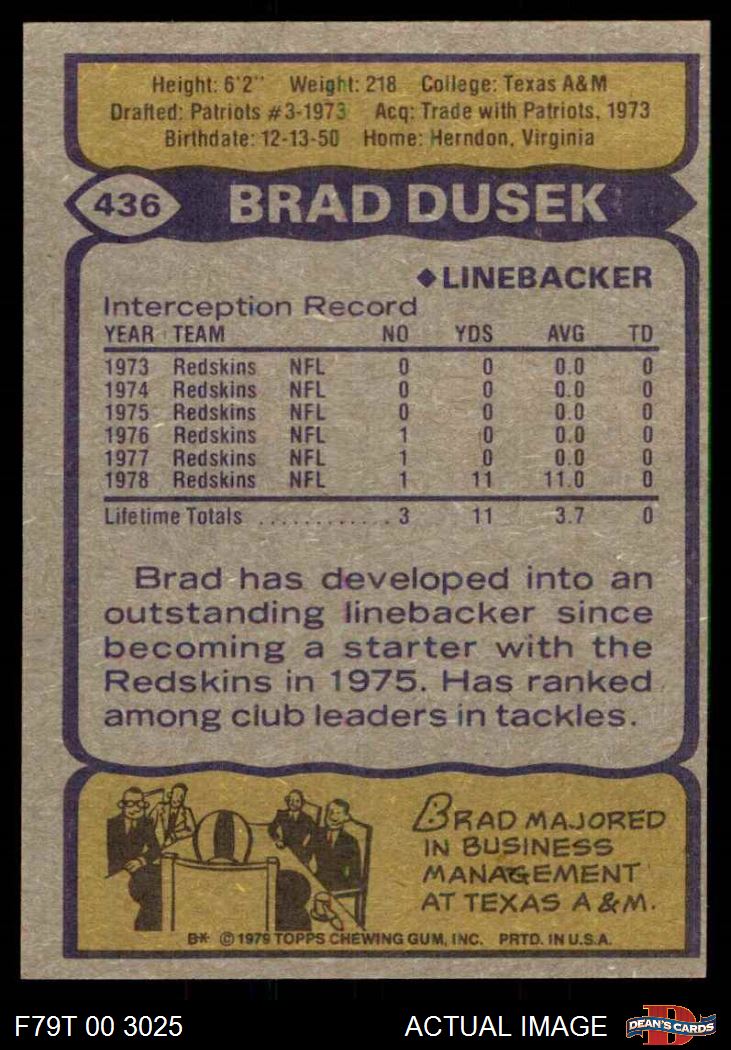 Height: 6'2" Weight: 218 College: Texas A&M
Drafted: Patriots #3-1973 Acq: Trade with Patriots, 1973
Birthdate: 12-13-50 Home: Herndon, Virginia
436 BRAD DUSEK
◆LINEBACKER
Interception Record
YEAR TEAM NO YDS AVG TD
1973 Redskins NFL 0 0 0.0 0
1974 Redskins NFL 0 0 0.0 0
1975 Redskins NFL 0 0 0.0 0
1976 Redskins NFL 1 0 0.0 0
1977 Redskins NFL 1 0 0.0 0
1978 Redskins NFL 1 11 11.0 0
Lifetime Totals ............ 3 11 3.7 0
Brad has developed into an
outstanding linebacker since
becoming a starter with the
Redskins in 1975. Has ranked
among club leaders in tackles.
BRAD MAJORED
IN BUSINESS
MANAGEMENT
AT TEXAS A&M.
B* © 1979 TOPPS CHEWING GUM, INC. PRTD. IN U.S.A.
F79T 00 3025 ACTUAL IMAGE DEAN'S CARDS